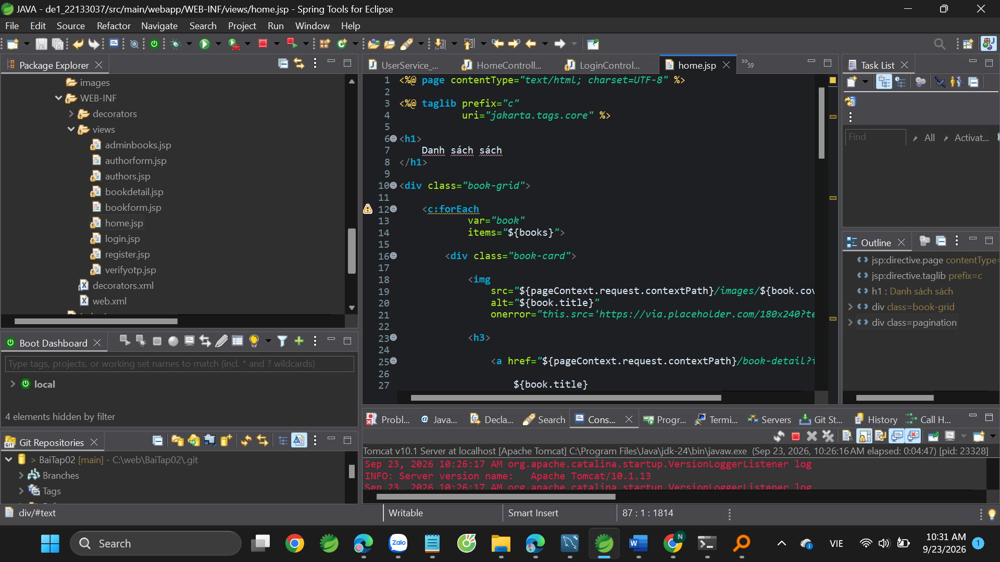 JAVA - de1_22133037/src/main/webapp/WEB-INF/views/home.jsp - Spring Tools for Eclipse
File Edit Source Refactor Navigate Search Project Run Window Help
Package Explorer
images
WEB-INF
decorators
views
adminbooks.jsp
authorform.jsp
authors.jsp
bookdetail.jsp
bookform.jsp
home.jsp
login.jsp
register.jsp
verifyotp.jsp
decorators.xml
web.xml
Boot Dashboard
Type tags, projects, or working set names to match (incl. * and ? wildcards)
local
4 elements hidden by filter
Git Repositories
> BaiTap02 [main] - C:\web\BaiTap02\.git
Branches
Tags
UserService_... HomeControll... LoginControl... home.jsp »59
1 <%@ page contentType="text/html; charset=UTF-8" %>
2
3 <%@ taglib prefix="c"
4 uri="jakarta.tags.core" %>
5
6 <h1>
7 Danh sách sách
8 </h1>
9
10 <div class="book-grid">
11
12 <c:forEach
13 var="book"
14 items="${books}">
15
16 <div class="book-card">
17
18 <img
19 src="${pageContext.request.contextPath}/images/${book.cov
20 alt="${book.title}"
21 onerror="this.src='https://via.placeholder.com/180x240?te
22
23 <h3>
24
25 <a href="${pageContext.request.contextPath}/book-detail?i
26
27 ${book.title}
Task List
Find All Activat...
Outline
jsp:directive.page contentType=
jsp:directive.taglib prefix=c
h1 : Danh sách sách
div class=book-grid
div class=pagination
Probl... Java... Decla... Search Cons... Progr... Termi... Servers Git St... History Call H...
Tomcat v10.1 Server at localhost [Apache Tomcat] C:\Program Files\Java\jdk-24\bin\javaw.exe (Sep 23, 2026, 10:26:16 AM elapsed: 0:04:47) [pid: 23328]
Sep 23, 2026 10:26:17 AM org.apache.catalina.startup.VersionLoggerListener log
INFO: Server version name: Apache Tomcat/10.1.13
Sep 23, 2026 10:26:17 AM org.apache.catalina.startup.VersionLoggerListener log
div/#text Writable Smart Insert 87 : 1 : 1814
Search
Zalo
N
VIE
10:31 AM
9/23/2026
1